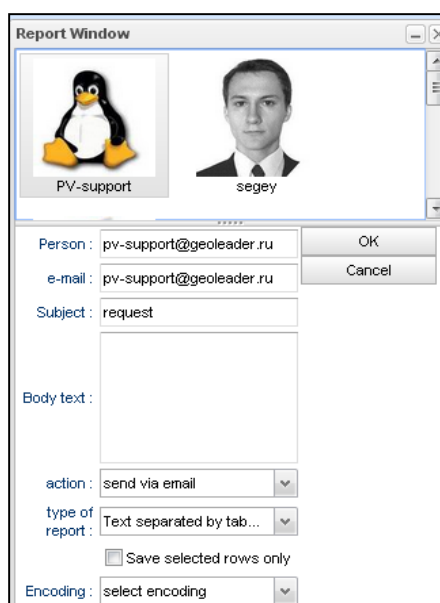 Report Window
PV-support
segey
Person : pv-support@geoleader.ru
OK
e-mail : pv-support@geoleader.ru
Cancel
Subject : request
Body text :
action : send via email
type of
report : Text separated by tab...
Save selected rows only
Encoding : select encoding